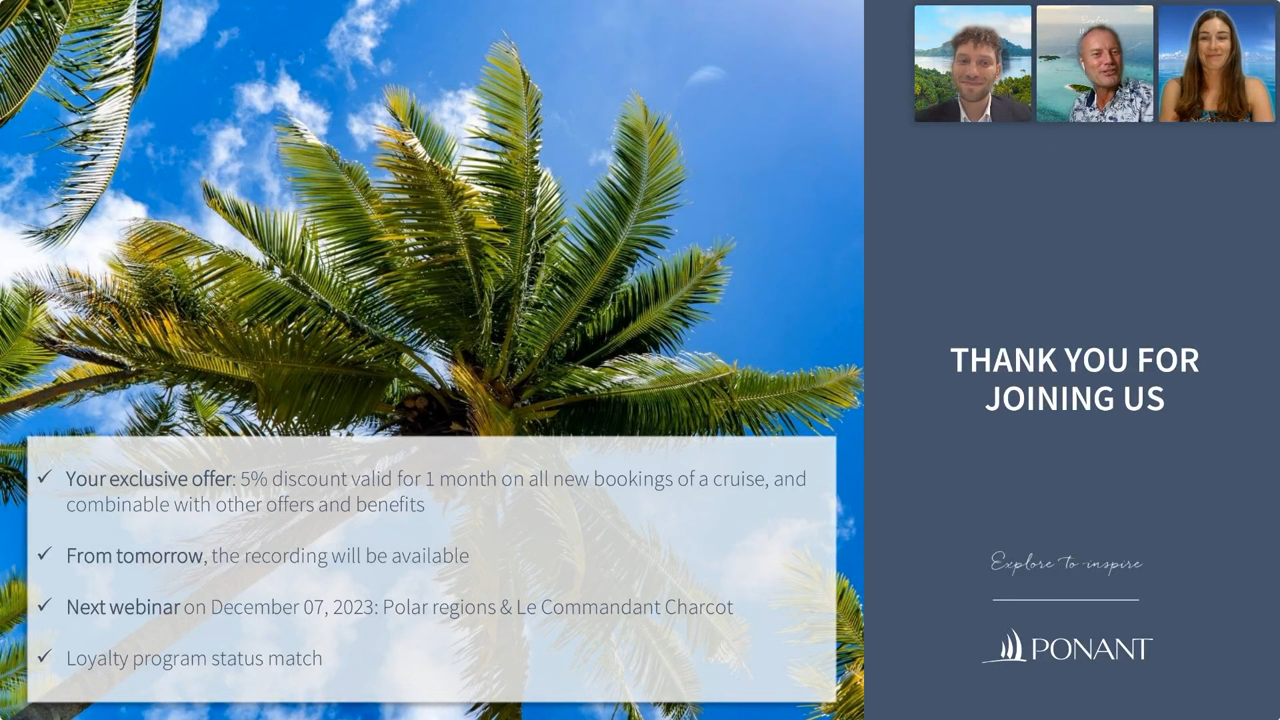 THANK YOU FOR
JOINING US
✓ Your exclusive offer: 5% discount valid for 1 month on all new bookings of a cruise, and
combinable with other offers and benefits
✓ From tomorrow, the recording will be available
✓ Next webinar on December 07, 2023: Polar regions & Le Commandant Charcot
✓ Loyalty program status match
Explore to inspire
PONANT